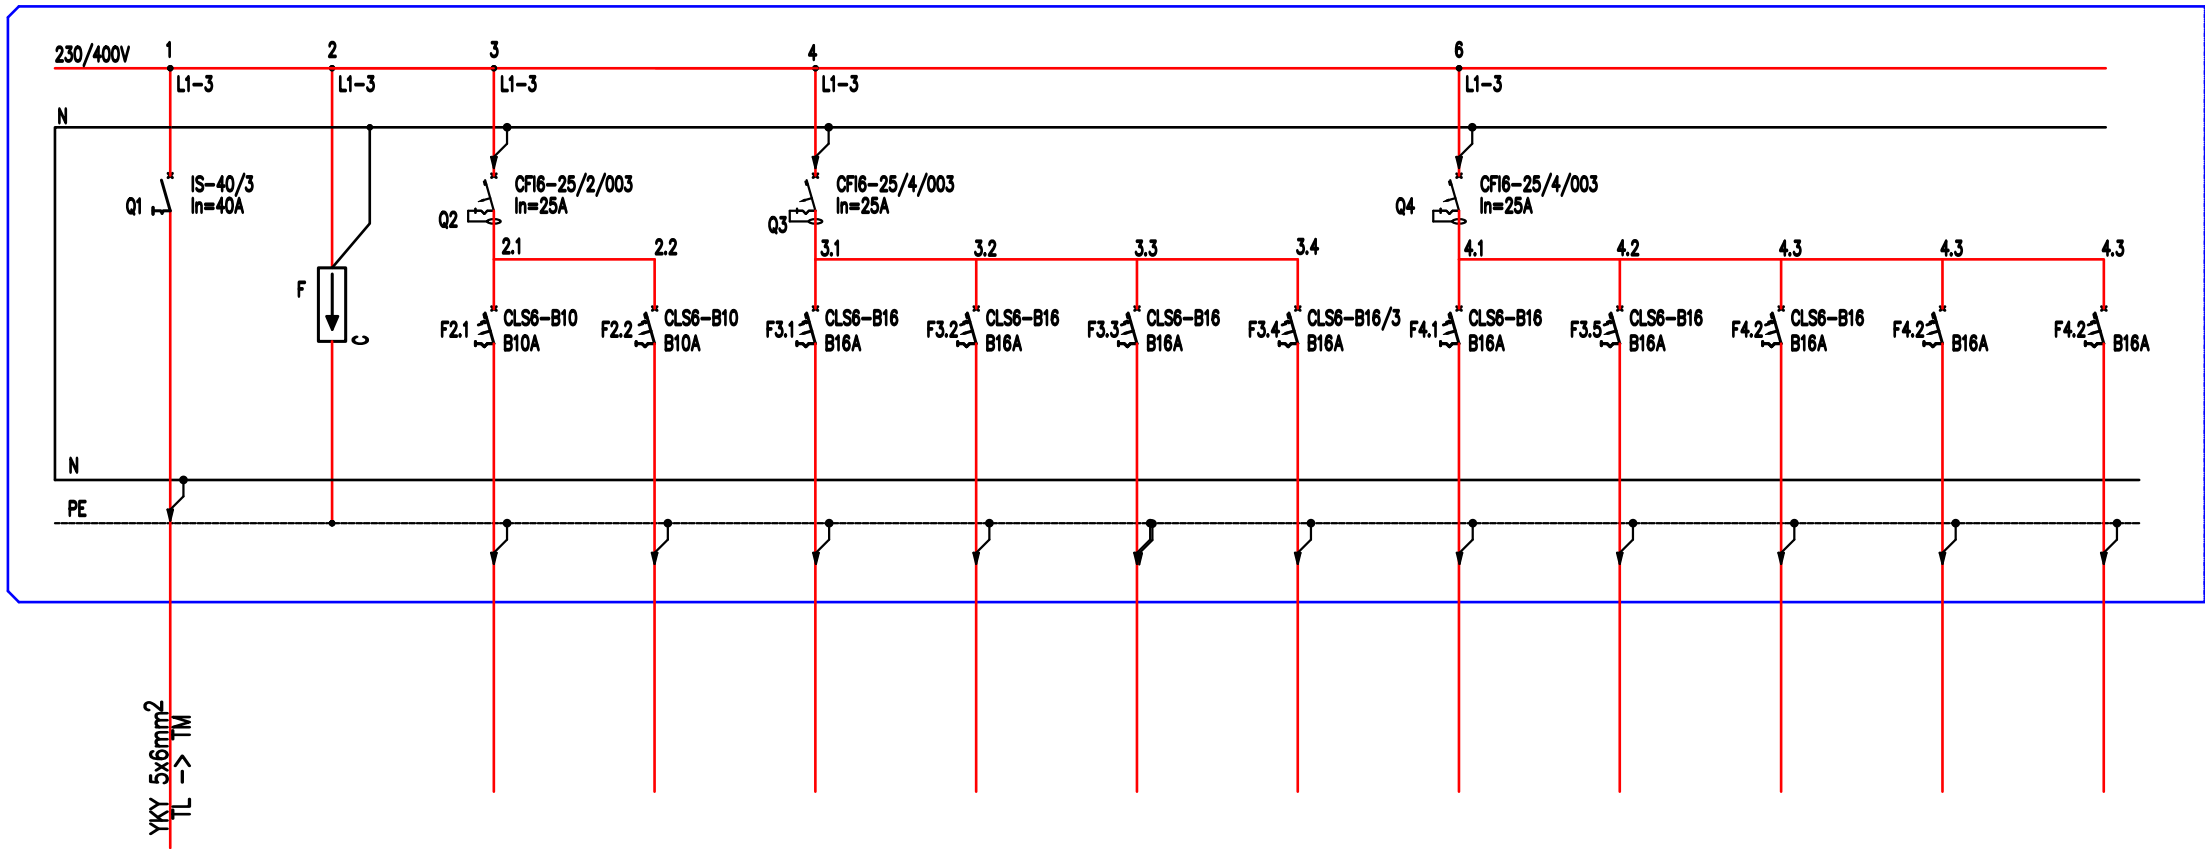 230/400V
1
2
3
4
6
L1-3
L1-3
L1-3
L1-3
L1-3
N
Q1
IS-40/3
In=40A
Q2
CFI6-25/2/003
In=25A
Q3
CFI6-25/4/003
In=25A
Q4
CFI6-25/4/003
In=25A
2.1
2.2
3.1
3.2
3.3
3.4
4.1
4.2
4.3
4.3
4.3
F
C
F2.1
CLS6-B10
B10A
F2.2
CLS6-B10
B10A
F3.1
CLS6-B16
B16A
F3.2
CLS6-B16
B16A
F3.3
CLS6-B16
B16A
F3.4
CLS6-B16/3
B16A
F4.1
CLS6-B16
B16A
F3.5
CLS6-B16
B16A
F4.2
CLS6-B16
B16A
F4.2
B16A
F4.2
B16A
N
PE
YKY 5x6mm²
TL -> TM